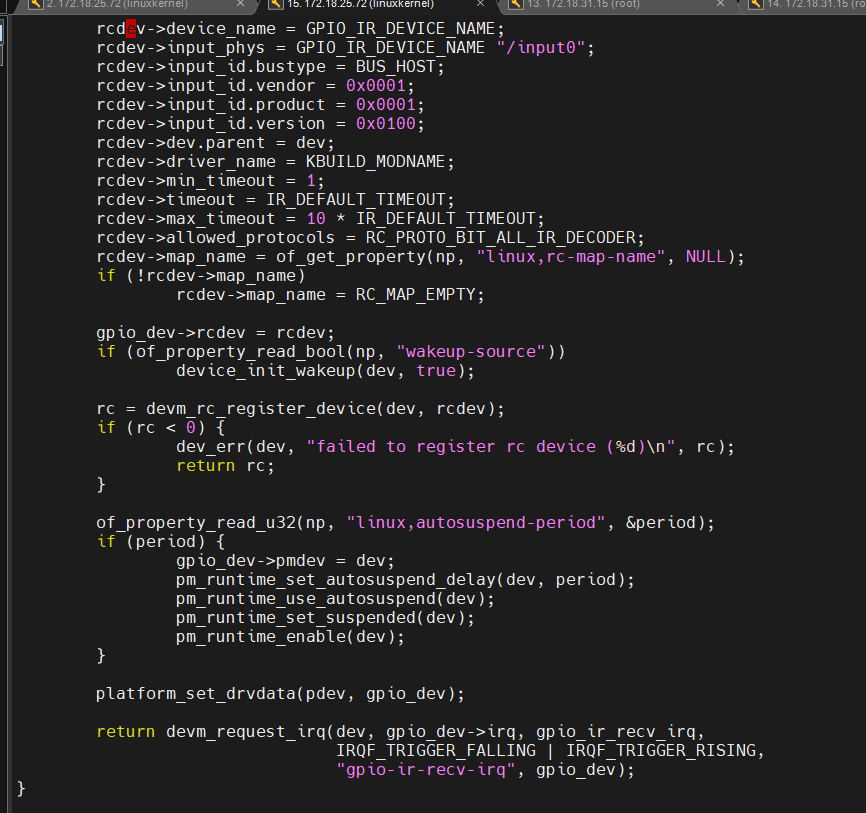 2. 172.18.25.72 (linuxkernel)
15. 172.18.25.72 (linuxkernel)
13. 172.18.31.15 (root)
14. 172.18.31.15 (ro
rcdev->device_name = GPIO_IR_DEVICE_NAME;
rcdev->input_phys = GPIO_IR_DEVICE_NAME "/input0";
rcdev->input_id.bustype = BUS_HOST;
rcdev->input_id.vendor = 0x0001;
rcdev->input_id.product = 0x0001;
rcdev->input_id.version = 0x0100;
rcdev->dev.parent = dev;
rcdev->driver_name = KBUILD_MODNAME;
rcdev->min_timeout = 1;
rcdev->timeout = IR_DEFAULT_TIMEOUT;
rcdev->max_timeout = 10 * IR_DEFAULT_TIMEOUT;
rcdev->allowed_protocols = RC_PROTO_BIT_ALL_IR_DECODER;
rcdev->map_name = of_get_property(np, "linux,rc-map-name", NULL);
if (!rcdev->map_name)
rcdev->map_name = RC_MAP_EMPTY;
gpio_dev->rcdev = rcdev;
if (of_property_read_bool(np, "wakeup-source"))
device_init_wakeup(dev, true);
rc = devm_rc_register_device(dev, rcdev);
if (rc < 0) {
dev_err(dev, "failed to register rc device (%d)\n", rc);
return rc;
}
of_property_read_u32(np, "linux,autosuspend-period", &period);
if (period) {
gpio_dev->pmdev = dev;
pm_runtime_set_autosuspend_delay(dev, period);
pm_runtime_use_autosuspend(dev);
pm_runtime_set_suspended(dev);
pm_runtime_enable(dev);
}
platform_set_drvdata(pdev, gpio_dev);
return devm_request_irq(dev, gpio_dev->irq, gpio_ir_recv_irq,
IRQF_TRIGGER_FALLING | IRQF_TRIGGER_RISING,
"gpio-ir-recv-irq", gpio_dev);
}